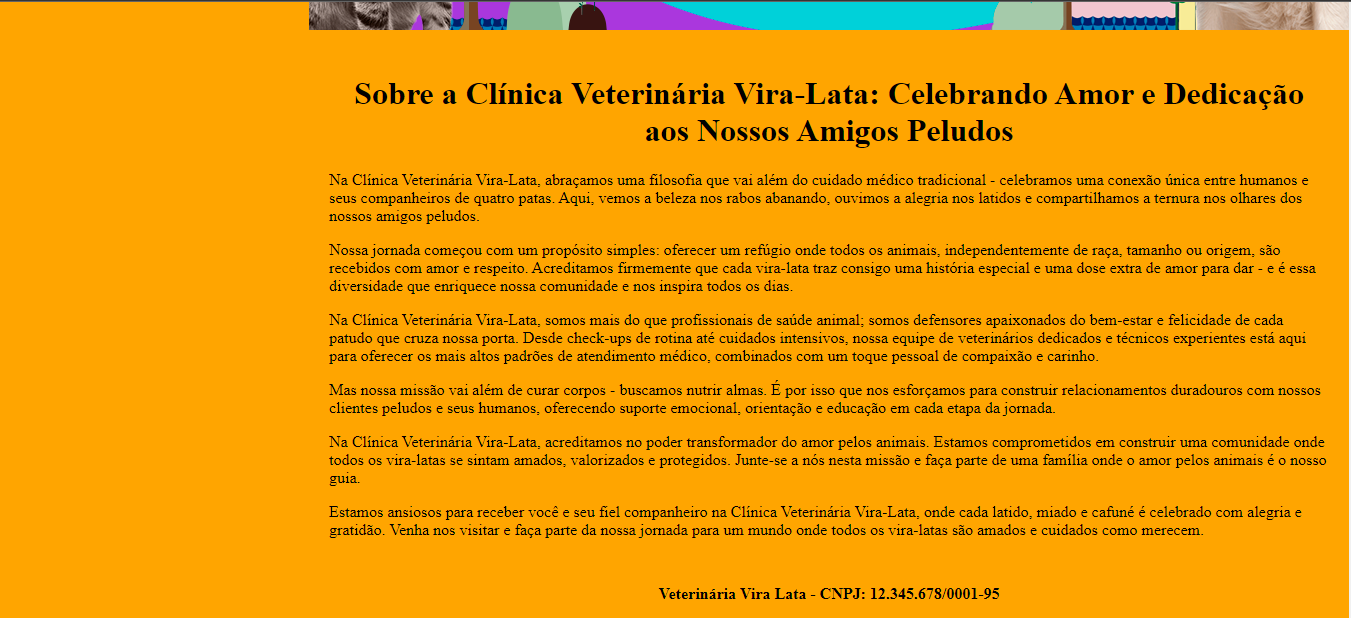 Sobre a Clínica Veterinária Vira-Lata: Celebrando Amor e Dedicação
aos Nossos Amigos Peludos
Na Clínica Veterinária Vira-Lata, abraçamos uma filosofia que vai além do cuidado médico tradicional - celebramos uma conexão única entre humanos e
seus companheiros de quatro patas. Aqui, vemos a beleza nos rabos abanando, ouvimos a alegria nos latidos e compartilhamos a ternura nos olhares dos
nossos amigos peludos.
Nossa jornada começou com um propósito simples: oferecer um refúgio onde todos os animais, independentemente de raça, tamanho ou origem, são
recebidos com amor e respeito. Acreditamos firmemente que cada vira-lata traz consigo uma história especial e uma dose extra de amor para dar - e é essa
diversidade que enriquece nossa comunidade e nos inspira todos os dias.
Na Clínica Veterinária Vira-Lata, somos mais do que profissionais de saúde animal; somos defensores apaixonados do bem-estar e felicidade de cada
patudo que cruza nossa porta. Desde check-ups de rotina até cuidados intensivos, nossa equipe de veterinários dedicados e técnicos experientes está aqui
para oferecer os mais altos padrões de atendimento médico, combinados com um toque pessoal de compaixão e carinho.
Mas nossa missão vai além de curar corpos - buscamos nutrir almas. É por isso que nos esforçamos para construir relacionamentos duradouros com nossos
clientes peludos e seus humanos, oferecendo suporte emocional, orientação e educação em cada etapa da jornada.
Na Clínica Veterinária Vira-Lata, acreditamos no poder transformador do amor pelos animais. Estamos comprometidos em construir uma comunidade onde
todos os vira-latas se sintam amados, valorizados e protegidos. Junte-se a nós nesta missão e faça parte de uma família onde o amor pelos animais é o nosso
guia.
Estamos ansiosos para receber você e seu fiel companheiro na Clínica Veterinária Vira-Lata, onde cada latido, miado e cafuné é celebrado com alegria e
gratidão. Venha nos visitar e faça parte da nossa jornada para um mundo onde todos os vira-latas são amados e cuidados como merecem.
Veterinária Vira Lata - CNPJ: 12.345.678/0001-95